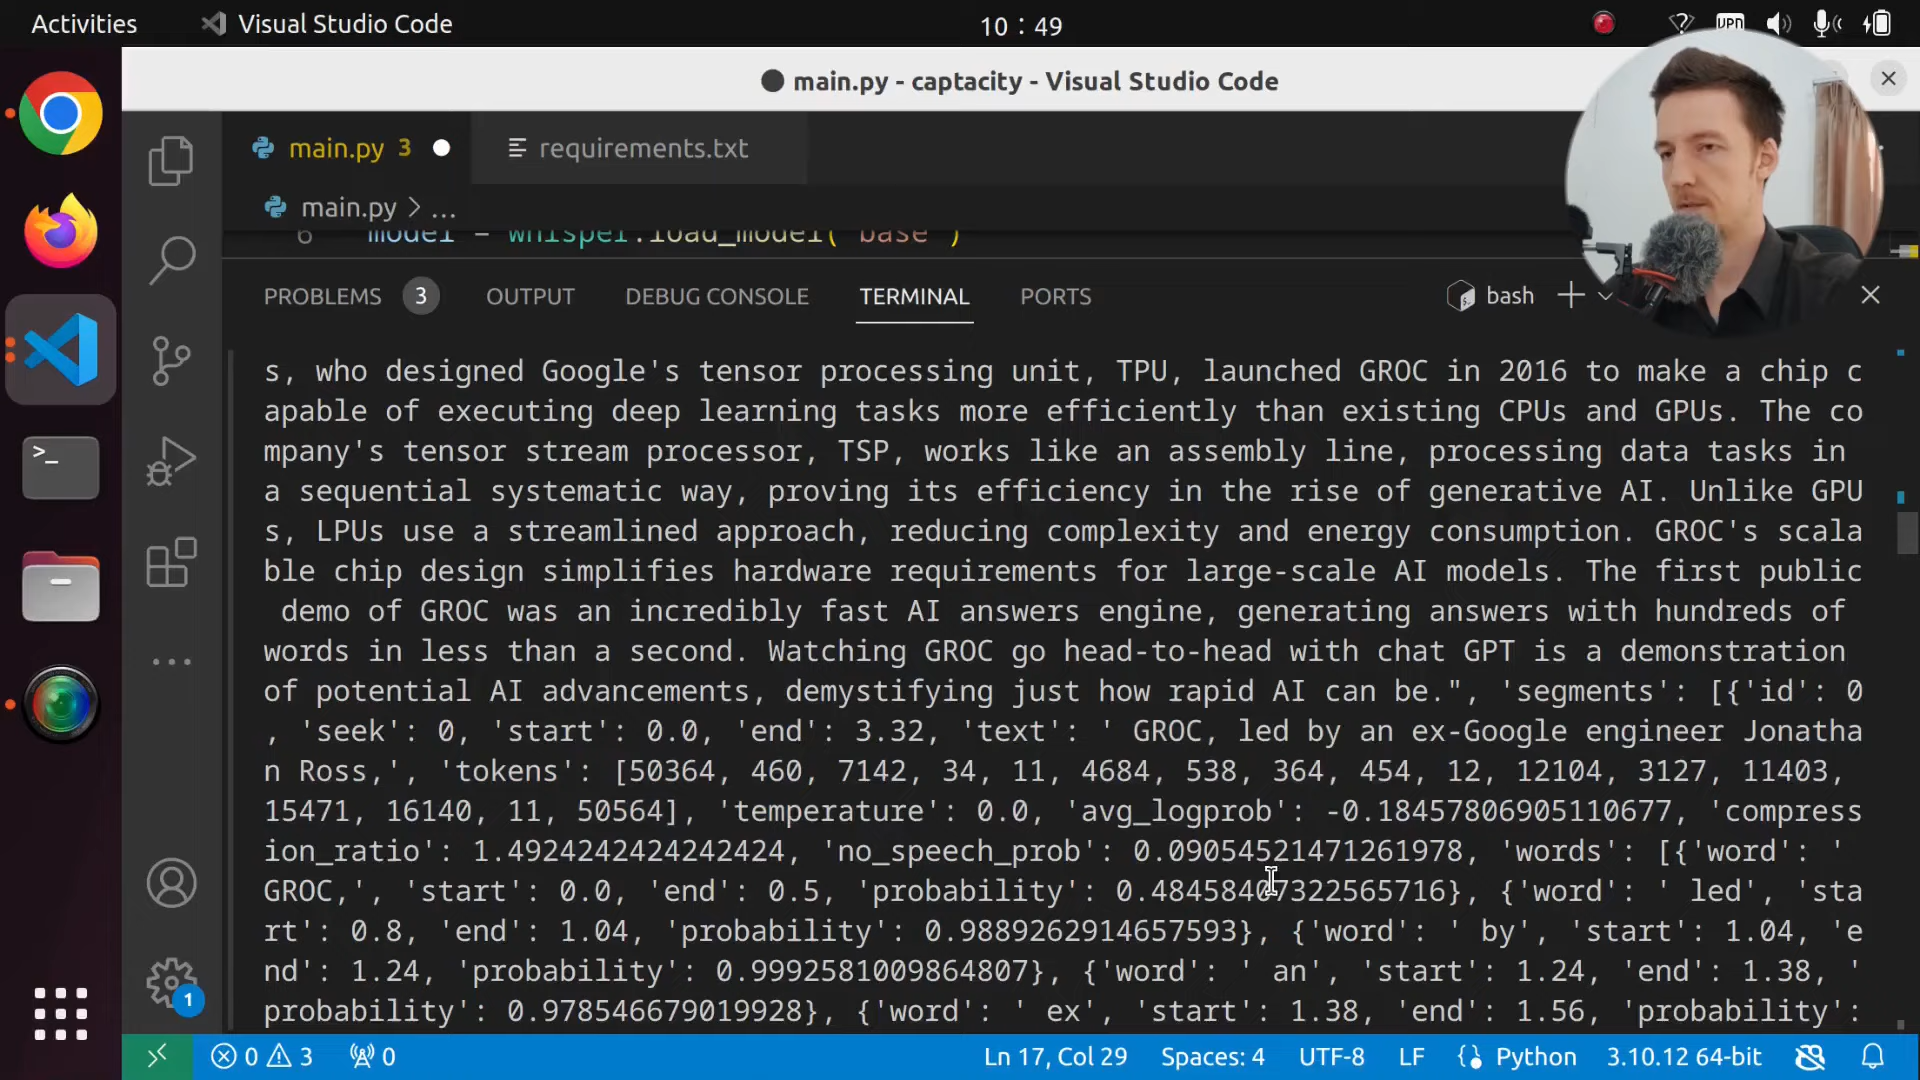 Activities
Visual Studio Code
10 : 49
VPN
main.py - captacity - Visual Studio Code
main.py 3
requirements.txt
main.py > ...
6 model = whisper.load_model("base")
PROBLEMS 3
OUTPUT
DEBUG CONSOLE
TERMINAL
PORTS
bash
s, who designed Google's tensor processing unit, TPU, launched GROC in 2016 to make a chip c
apable of executing deep learning tasks more efficiently than existing CPUs and GPUs. The co
mpany's tensor stream processor, TSP, works like an assembly line, processing data tasks in
a sequential systematic way, proving its efficiency in the rise of generative AI. Unlike GPU
s, LPUs use a streamlined approach, reducing complexity and energy consumption. GROC's scala
ble chip design simplifies hardware requirements for large-scale AI models. The first public
demo of GROC was an incredibly fast AI answers engine, generating answers with hundreds of
words in less than a second. Watching GROC go head-to-head with chat GPT is a demonstration
of potential AI advancements, demystifying just how rapid AI can be.", 'segments': [{'id': 0
, 'seek': 0, 'start': 0.0, 'end': 3.32, 'text': ' GROC, led by an ex-Google engineer Jonatha
n Ross,', 'tokens': [50364, 460, 7142, 34, 11, 4684, 538, 364, 454, 12, 12104, 3127, 11403,
15471, 16140, 11, 50564], 'temperature': 0.0, 'avg_logprob': -0.18457806905110677, 'compress
ion_ratio': 1.4924242424242424, 'no_speech_prob': 0.09054521471261978, 'words': [{'word': '
GROC,', 'start': 0.0, 'end': 0.5, 'probability': 0.48458407322565716}, {'word': ' led', 'sta
rt': 0.8, 'end': 1.04, 'probability': 0.9889262914657593}, {'word': ' by', 'start': 1.04, 'e
nd': 1.24, 'probability': 0.9992581009864807}, {'word': ' an', 'start': 1.24, 'end': 1.38, '
probability': 0.978546679019928}, {'word': ' ex', 'start': 1.38, 'end': 1.56, 'probability':
1
0 3
0
Ln 17, Col 29
Spaces: 4
UTF-8
LF
Python
3.10.12 64-bit